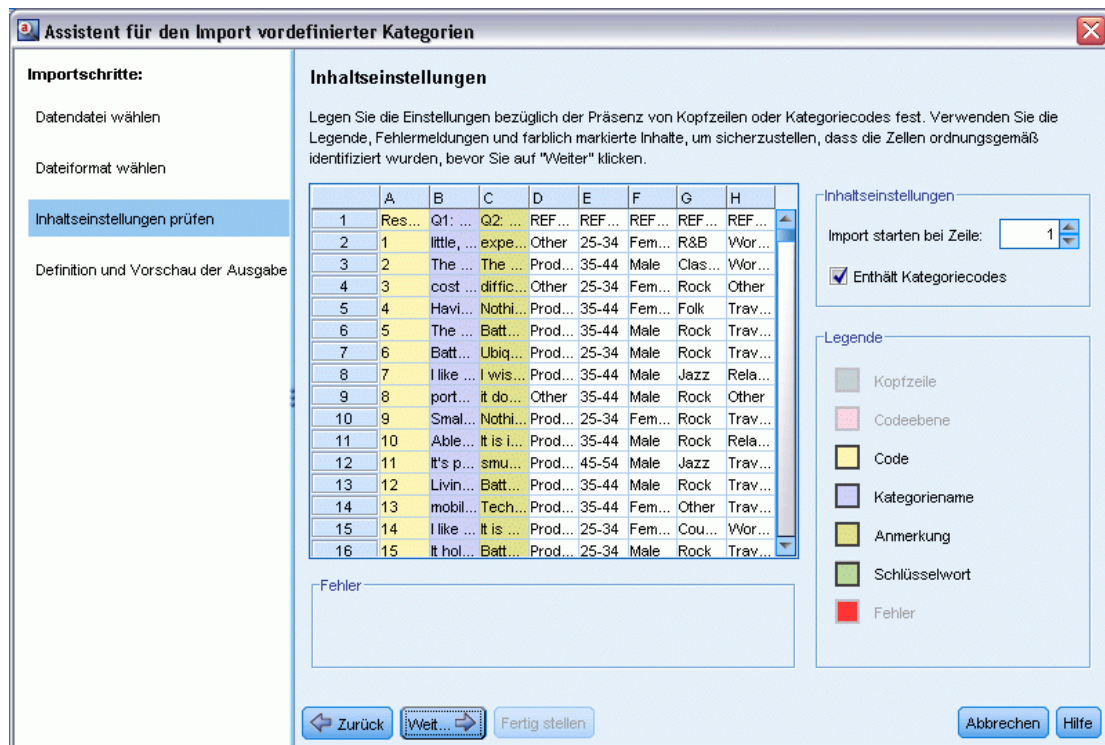 Assistent für den Import vordefinierter Kategorien
Importschritte:
Datendatei wählen
Dateiformat wählen
Inhaltseinstellungen prüfen
Definition und Vorschau der Ausgabe
Inhaltseinstellungen
Legen Sie die Einstellungen bezüglich der Präsenz von Kopfzeilen oder Kategoriecodes fest. Verwenden Sie die
Legende, Fehlermeldungen und farblich markierte Inhalte, um sicherzustellen, dass die Zellen ordnungsgemäß
identifiziert wurden, bevor Sie auf "Weiter" klicken.
A B C D E F G H
1 Res... Q1: ... Q2: ... REF... REF... REF... REF... REF...
2 1 little, ... expe... Other 25-34 Fem... R&B Wor...
3 2 The ... The ... Prod... 35-44 Male Clas... Wor...
4 3 cost ... diffic... Other 25-34 Fem... Rock Other
5 4 Havi... Nothi... Prod... 35-44 Fem... Folk Trav...
6 5 The ... Batt... Prod... 35-44 Male Rock Trav...
7 6 Batt... Ubiq... Prod... 25-34 Male Rock Trav...
8 7 I like ... I wis... Prod... 35-44 Male Jazz Rela...
9 8 port... it do... Other 35-44 Male Rock Other
10 9 Smal... Nothi... Prod... 25-34 Fem... Rock Trav...
11 10 Able... It is i... Prod... 35-44 Male Rock Rela...
12 11 It's p... smu... Prod... 45-54 Male Jazz Trav...
13 12 Livin... Batt... Prod... 35-44 Male Rock Trav...
14 13 mobil... Tech... Prod... 35-44 Fem... Other Trav...
15 14 I like ... It is ... Prod... 25-34 Fem... Cou... Wor...
16 15 It hol... Batt... Prod... 25-34 Male Rock Trav...
Inhaltseinstellungen
Import starten bei Zeile: 1
Enthält Kategoriecodes
Legende
Kopfzeile
Codeebene
Code
Kategoriename
Anmerkung
Schlüsselwort
Fehler
Fehler
Zurück Weit... Fertig stellen Abbrechen Hilfe